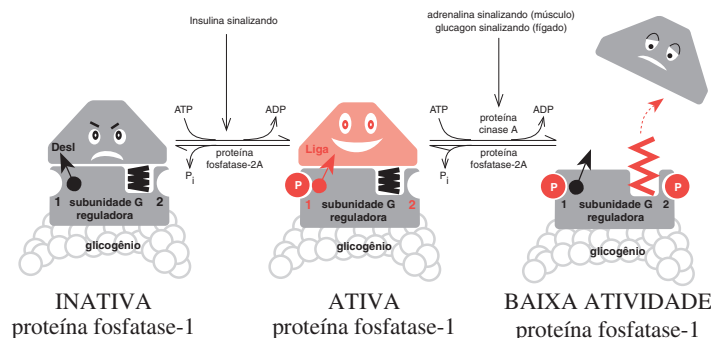 Insulina sinalizando
adrenalina sinalizando (músculo)
glucagon sinalizando (fígado)
ATP
ADP
proteína
fosfatase-2A
Pi
ATP
proteína
cinase A
ADP
proteína
fosfatase-2A
Pi
Desl
1
2
subunidade G
reguladora
glicogênio
Liga
P
1
2
subunidade G
reguladora
glicogênio
P
P
1
2
subunidade G
reguladora
glicogênio
INATIVA
proteína fosfatase-1
ATIVA
proteína fosfatase-1
BAIXA ATIVIDADE
proteína fosfatase-1